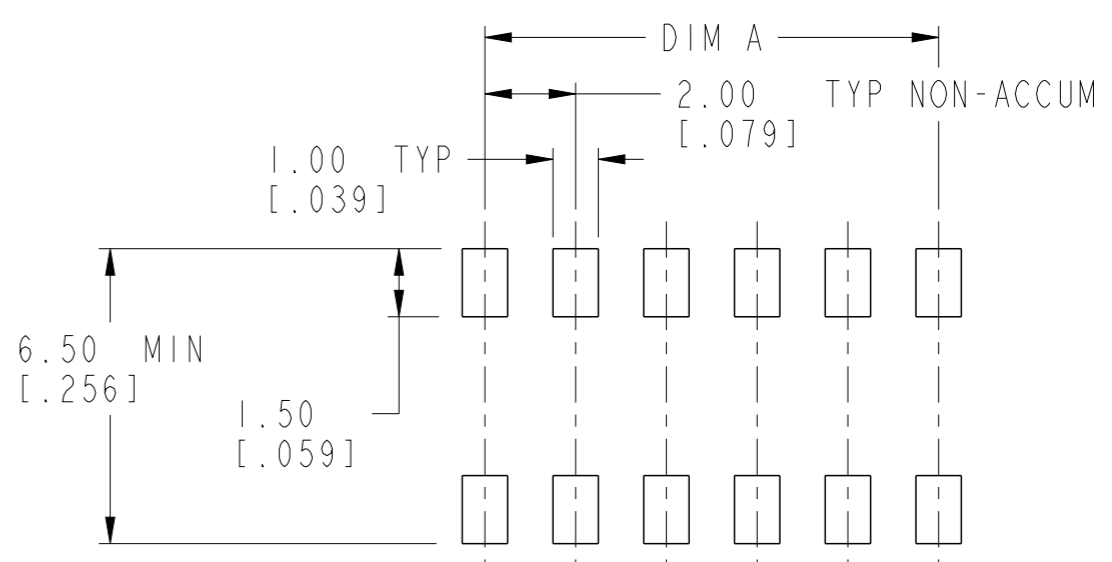 DIM A
2.00 TYP NON-ACCUM
[.079]
1.00 TYP
[.039]
6.50 MIN
[.256]
1.50
[.059]